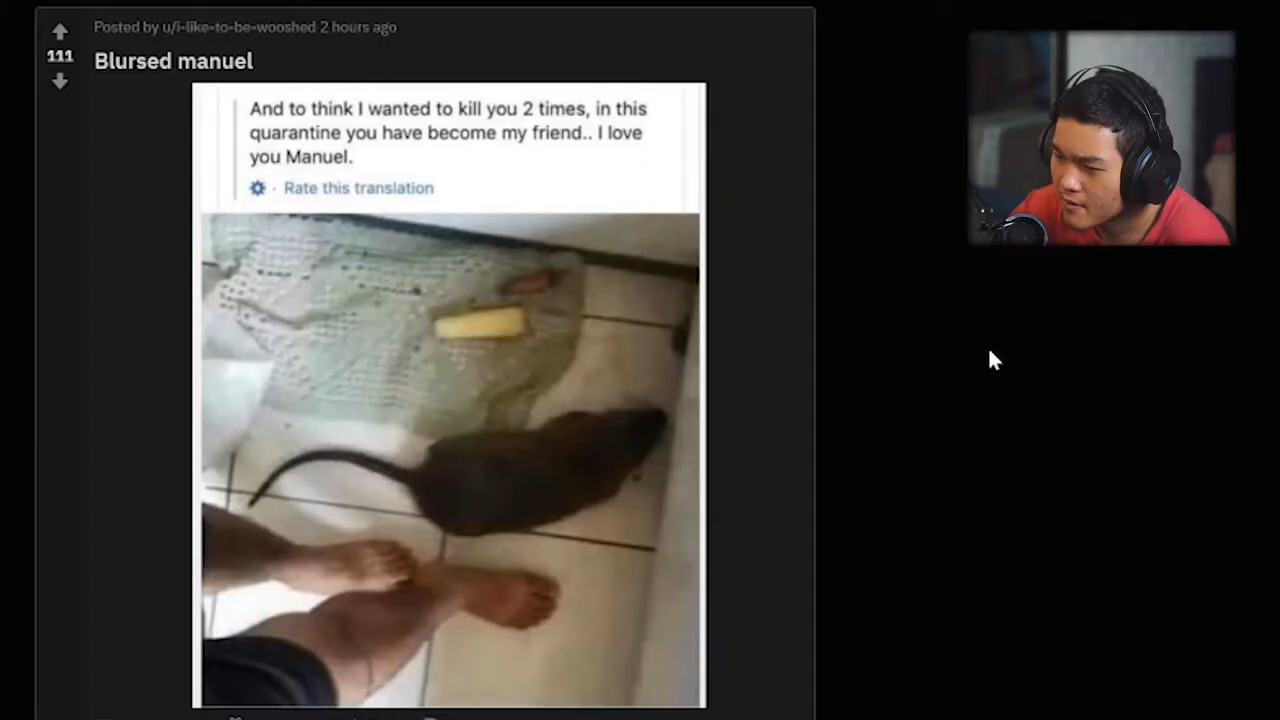 Posted by u/i-like-to-be-wooshed 2 hours ago
111
Blursed manuel
And to think I wanted to kill you 2 times, in this
quarantine you have become my friend.. I love
you Manuel.
· Rate this translation